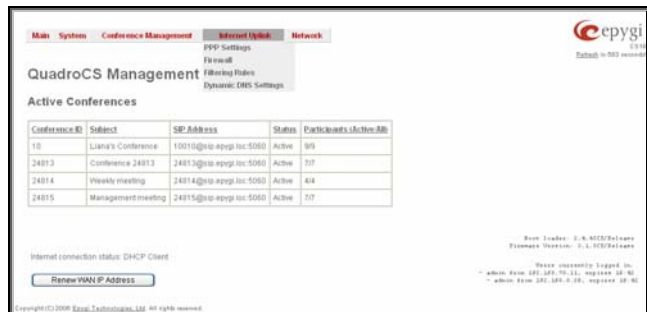 Main System Conference Management Internet Uplink Network
epygi
PPP Settings
Firewall
Filtering Rules
Dynamic DNS Settings
Refresh in 593 seconds
QuadroCS Management
Active Conferences
Conference ID Subject SIP Address Status Participants (Active/All)
10 Liana's Conference 10010@sip.epygi.loc:5060 Active 9/9
24813 Conference 24813 24813@sip.epygi.loc:5060 Active 7/7
24814 Weekly meeting 24814@sip.epygi.loc:5060 Active 4/4
24815 Management meeting 24815@sip.epygi.loc:5060 Active 7/7
Internet connection status: DHCP Client
Renew WAN IP Address
Users currently logged in.
Copyright (C) 2006 Epygi Technologies, Ltd. All rights reserved.